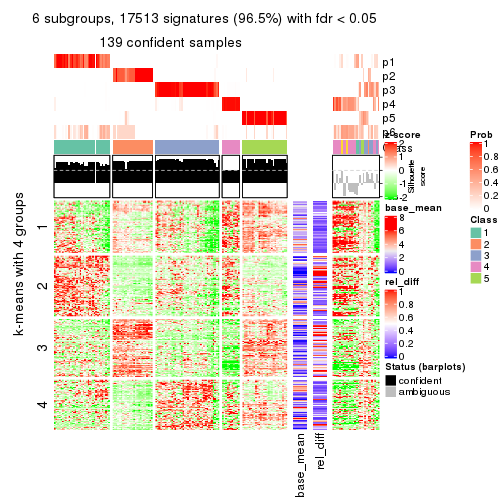 6 subgroups, 17513 signatures (96.5%) with fdr < 0.05
139 confident samples
p1
p2
p3
p4
p5
p6
Class
Silhouette score
k-means with 4 groups
1
2
3
4
base_mean
rel_diff
z-score
2
1
0
-1
-2
base_mean
8
6
4
2
0
rel_diff
1
0.8
0.6
0.4
0.2
0
Status (barplots)
confident
ambiguous
Prob
1
0.8
0.6
0.4
0.2
0
Class
1
2
3
4
5